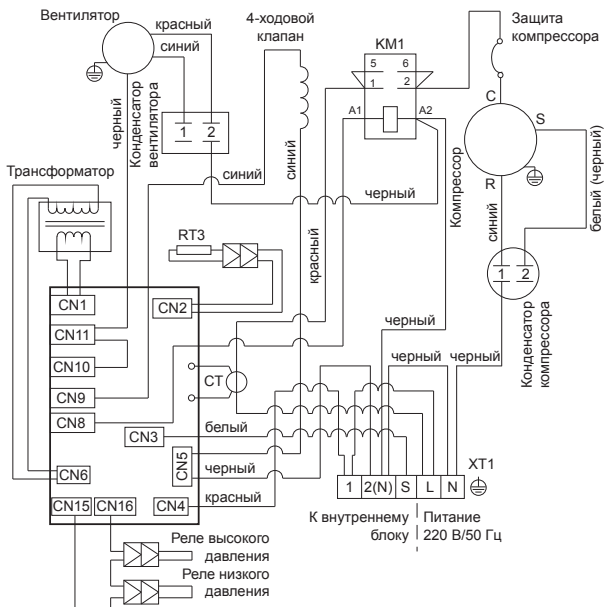 Вентилятор
красный
синий
4-ходовой
клапан
KM1
Защита
компрессора
5 6
1 2
A1
A2
C
S
R
черный
Конденсатор
вентилятора
1 2
Трансформатор
синий
синий
черный
Компрессор
белый (черный)
синий
красный
RT3
1 2
Конденсатор
компрессора
CN1
CN2
CN11
CN10
CN9
CN8
CN3
CN5
CN6
CN4
CN15
CN16
CT
черный
черный
черный
белый
черный
красный
XT1
1 2(N) S L N
К внутреннему
блоку
Питание
220 В/50 Гц
Реле высокого
давления
Реле низкого
давления